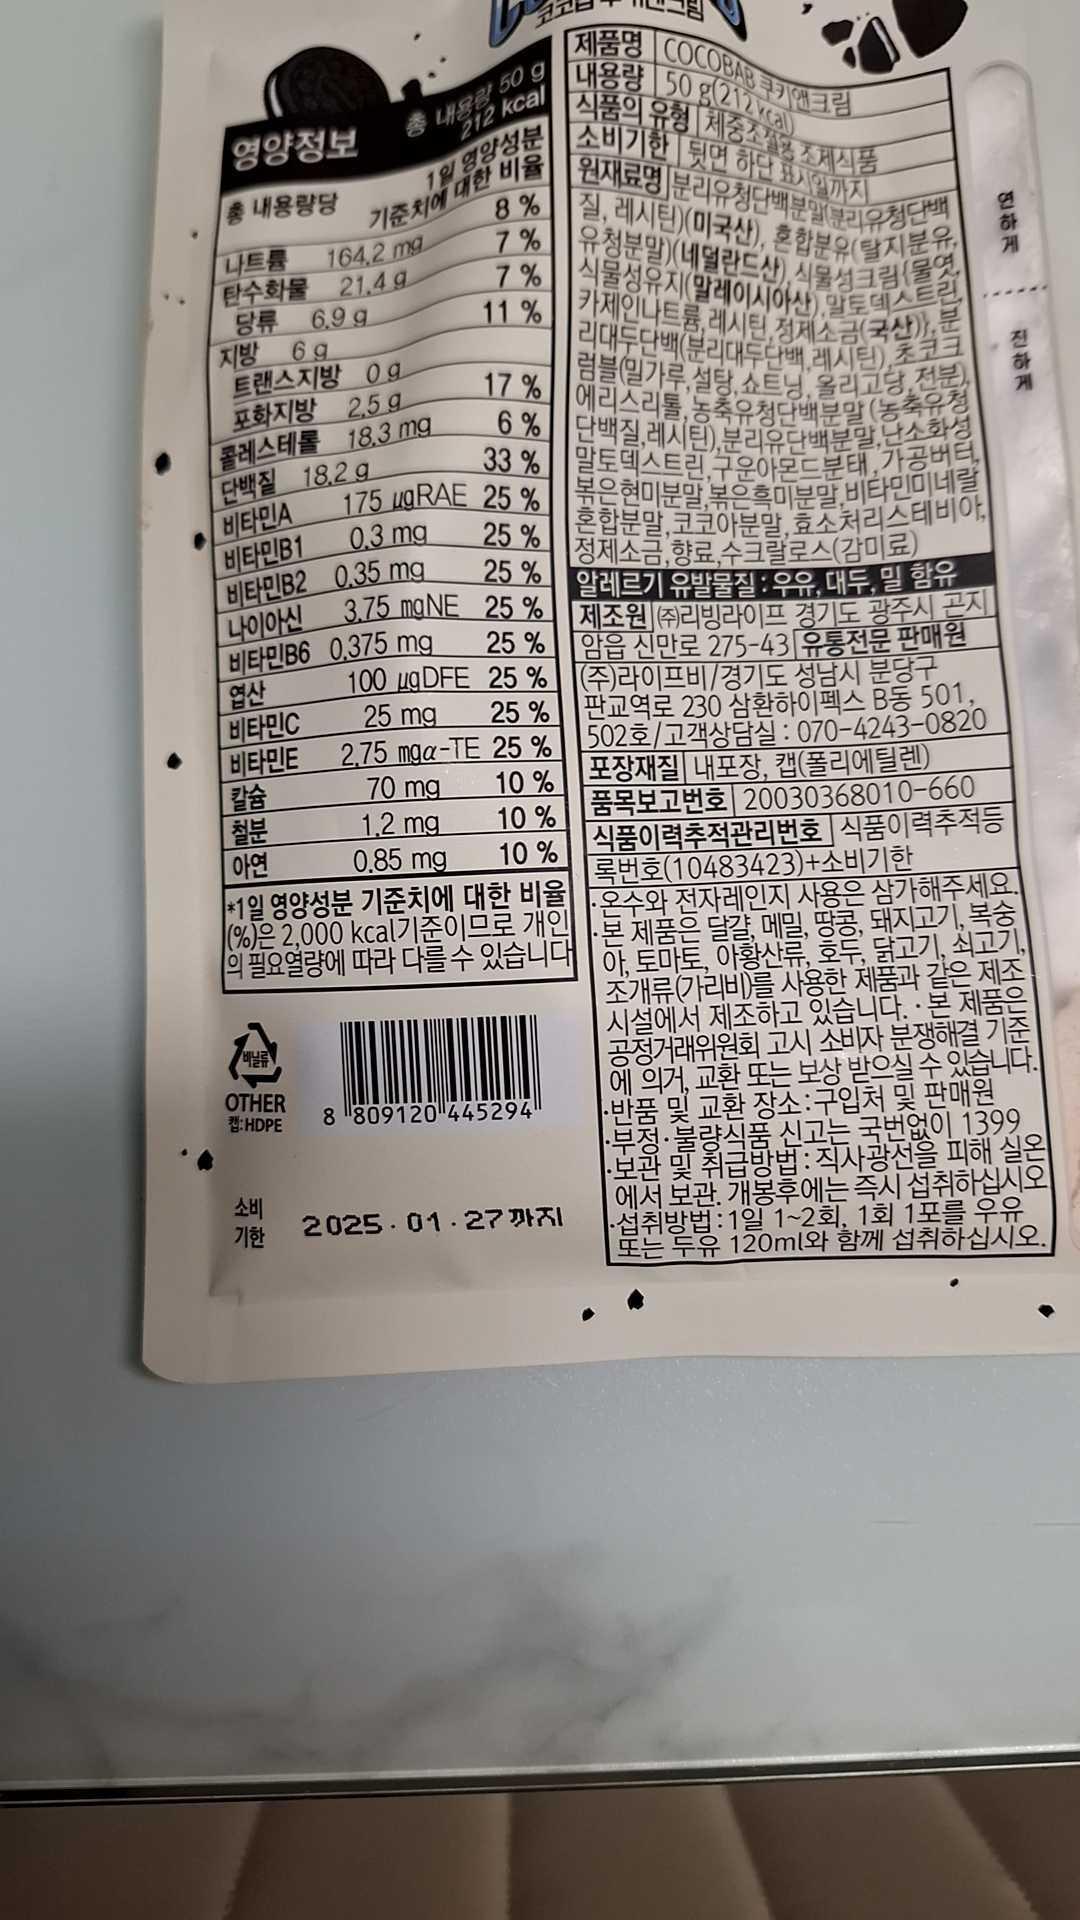 영양정보
총 내용량 50 g
212 kcal
총 내용량당
1일 영양성분
기준치에 대한 비율
나트륨 164.2 mg 8 %
탄수화물 21.4 g 7 %
당류 6.9 g 7 %
지방 6 g 11 %
트랜스지방 0 g
포화지방 2.5 g 17 %
콜레스테롤 18.3 mg 6 %
단백질 18.2 g 33 %
비타민A 175 µgRAE 25 %
비타민B1 0.3 mg 25 %
비타민B2 0.35 mg 25 %
나이아신 3.75 mgNE 25 %
비타민B6 0.375 mg 25 %
엽산 100 µgDFE 25 %
비타민C 25 mg 25 %
비타민E 2.75 mgα-TE 25 %
칼슘 70 mg 10 %
철분 1.2 mg 10 %
아연 0.85 mg 10 %
*1일 영양성분 기준치에 대한 비율
(%)은 2,000 kcal기준이므로 개인
의 필요열량에 따라 다를 수 있습니다
비닐류
OTHER
캡:HDPE
8 809120 445294
소비
기한
2025.01.27까지
제품명 COCOBAB 쿠키앤크림
내용량 50 g(212 kcal)
식품의 유형 체중조절용 조제식품
소비기한 뒷면 하단 표시일까지
원재료명 분리유청단백분말(분리유청단백
질, 레시틴)(미국산), 혼합분유(탈지분유,
유청분말)(네덜란드산), 식물성크림{물엿,
식물성유지(말레이시아산),말토덱스트린,
카제인나트륨,레시틴,정제소금(국산)},분
리대두단백(분리대두단백,레시틴),초코크
럼블(밀가루,설탕,쇼트닝,올리고당,전분),
에리스리톨,농축유청단백분말(농축유청
단백질,레시틴),분리유단백분말,난소화성
말토덱스트린,구운아몬드분태,가공버터,
볶은현미분말,볶은흑미분말,비타민미네랄
혼합분말,코코아분말,효소처리스테비아,
정제소금,향료,수크랄로스(감미료)
알레르기 유발물질:우유, 대두, 밀 함유
제조원 (주)리빙라이프 경기도 광주시 곤지
암읍 신만로 275-43 유통전문 판매원
(주)라이프비/경기도 성남시 분당구
판교역로 230 삼환하이펙스 B동 501,
502호/고객상담실 : 070-4243-0820
포장재질 내포장, 캡(폴리에틸렌)
품목보고번호 20030368010-660
식품이력추적관리번호 식품이력추적등
록번호(10483423)+소비기한
·온수와 전자레인지 사용은 삼가해주세요.
·본 제품은 달걀, 메밀, 땅콩, 돼지고기, 복숭
아, 토마토, 아황산류, 호두, 닭고기, 쇠고기,
조개류(가리비)를 사용한 제품과 같은 제조
시설에서 제조하고 있습니다. ·본 제품은
공정거래위원회 고시 소비자 분쟁해결 기준
에 의거, 교환 또는 보상 받으실 수 있습니다.
·반품 및 교환 장소:구입처 및 판매원
·부정·불량식품 신고는 국번없이 1399
·보관 및 취급방법:직사광선을 피해 실온
에서 보관. 개봉후에는 즉시 섭취하십시오
·섭취방법:1일 1~2회, 1회 1포를 우유
또는 두유 120ml와 함께 섭취하십시오.
연하게
진하게